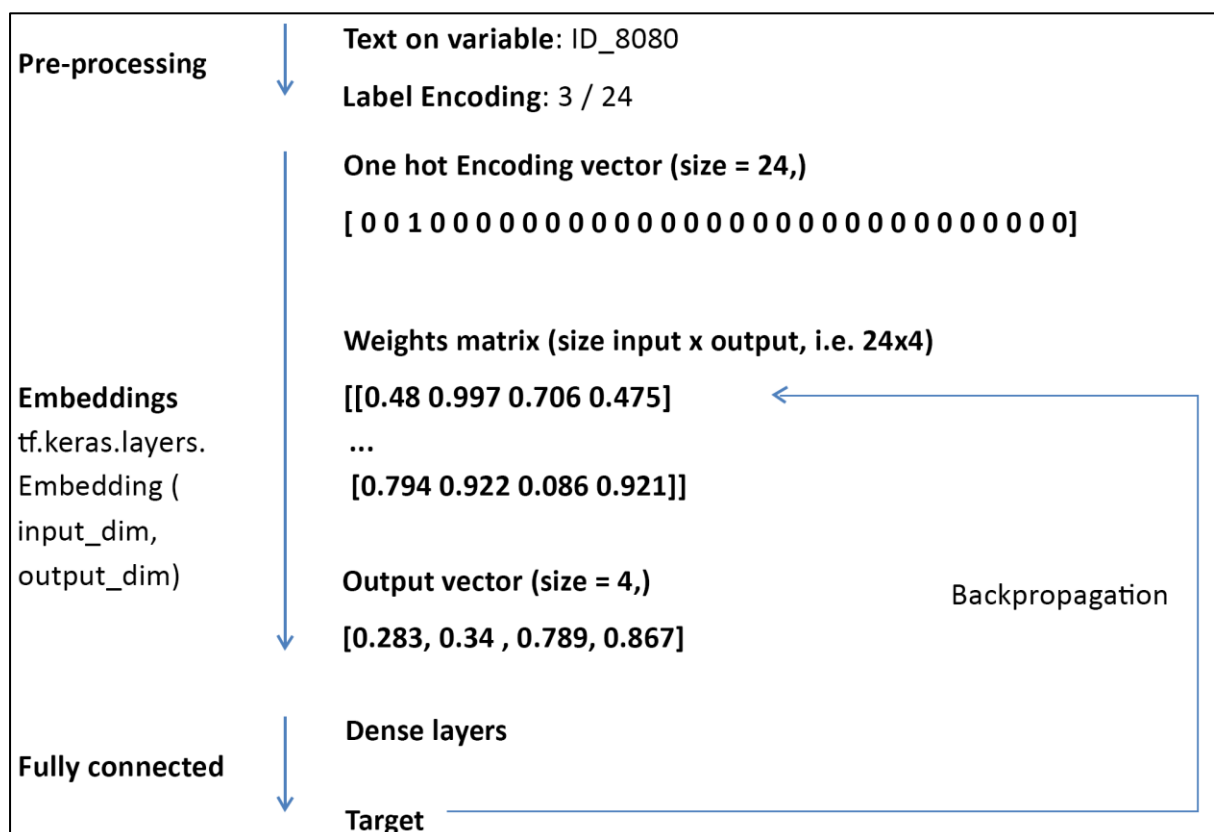 Pre-processing
Text on variable: ID_8080
Label Encoding: 3 / 24
One hot Encoding vector (size = 24,)
[ 0 0 1 0 0 0 0 0 0 0 0 0 0 0 0 0 0 0 0 0 0 0 0 0 0 0 0 0 0 0 0]
Weights matrix (size input x output, i.e. 24x4)
[[0.48 0.997 0.706 0.475]
...
[0.794 0.922 0.086 0.921]]
Embeddings
tf.keras.layers.
Embedding (
input_dim,
output_dim)
Output vector (size = 4,)
[0.283, 0.34 , 0.789, 0.867]
Backpropagation
Fully connected
Dense layers
Target